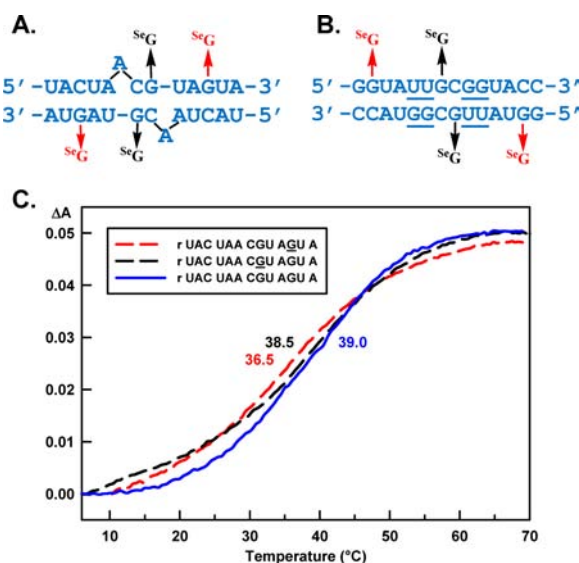 A.
B.
A
SeG
SeG
5'-UACUA CG-UAGUA-3'
3'-AUGAU-GC AUCAU-5'
A
SeG
SeG
SeG
SeG
5'-GGUAUUGCGGUACC-3'
3'-CCAUGGCGUUAUGG-5'
SeG
SeG
C.
ΔA
0.05
0.04
0.03
0.02
0.01
0.00
r UAC UAA CGU AGU A
r UAC UAA CGU AGU A
r UAC UAA CGU AGU A
38.5
36.5
39.0
10 20 30 40 50 60 70
Temperature (°C)